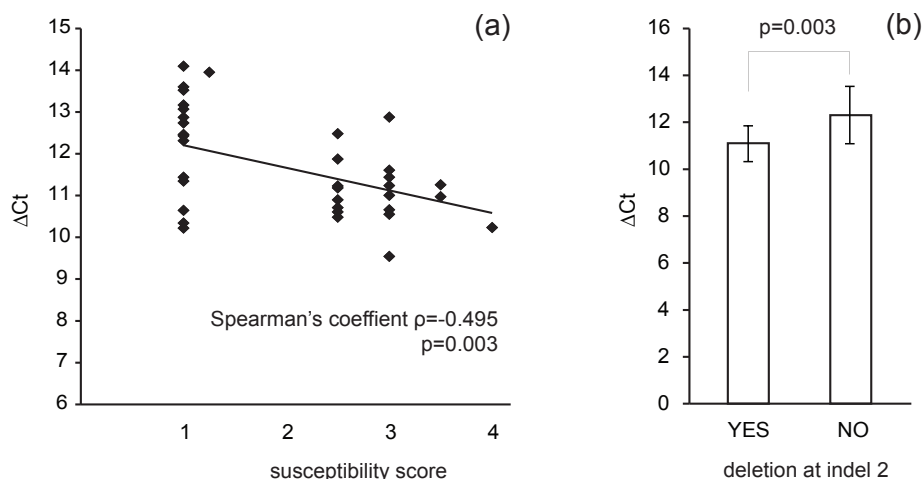 (a)
15
14
13
12
11
10
9
8
7
6
ΔCt
Spearman's coeffient ρ=-0.495
p=0.003
1 2 3 4
susceptibility score
(b)
p=0.003
16
14
12
10
8
6
4
2
0
ΔCt
YES NO
deletion at indel 2